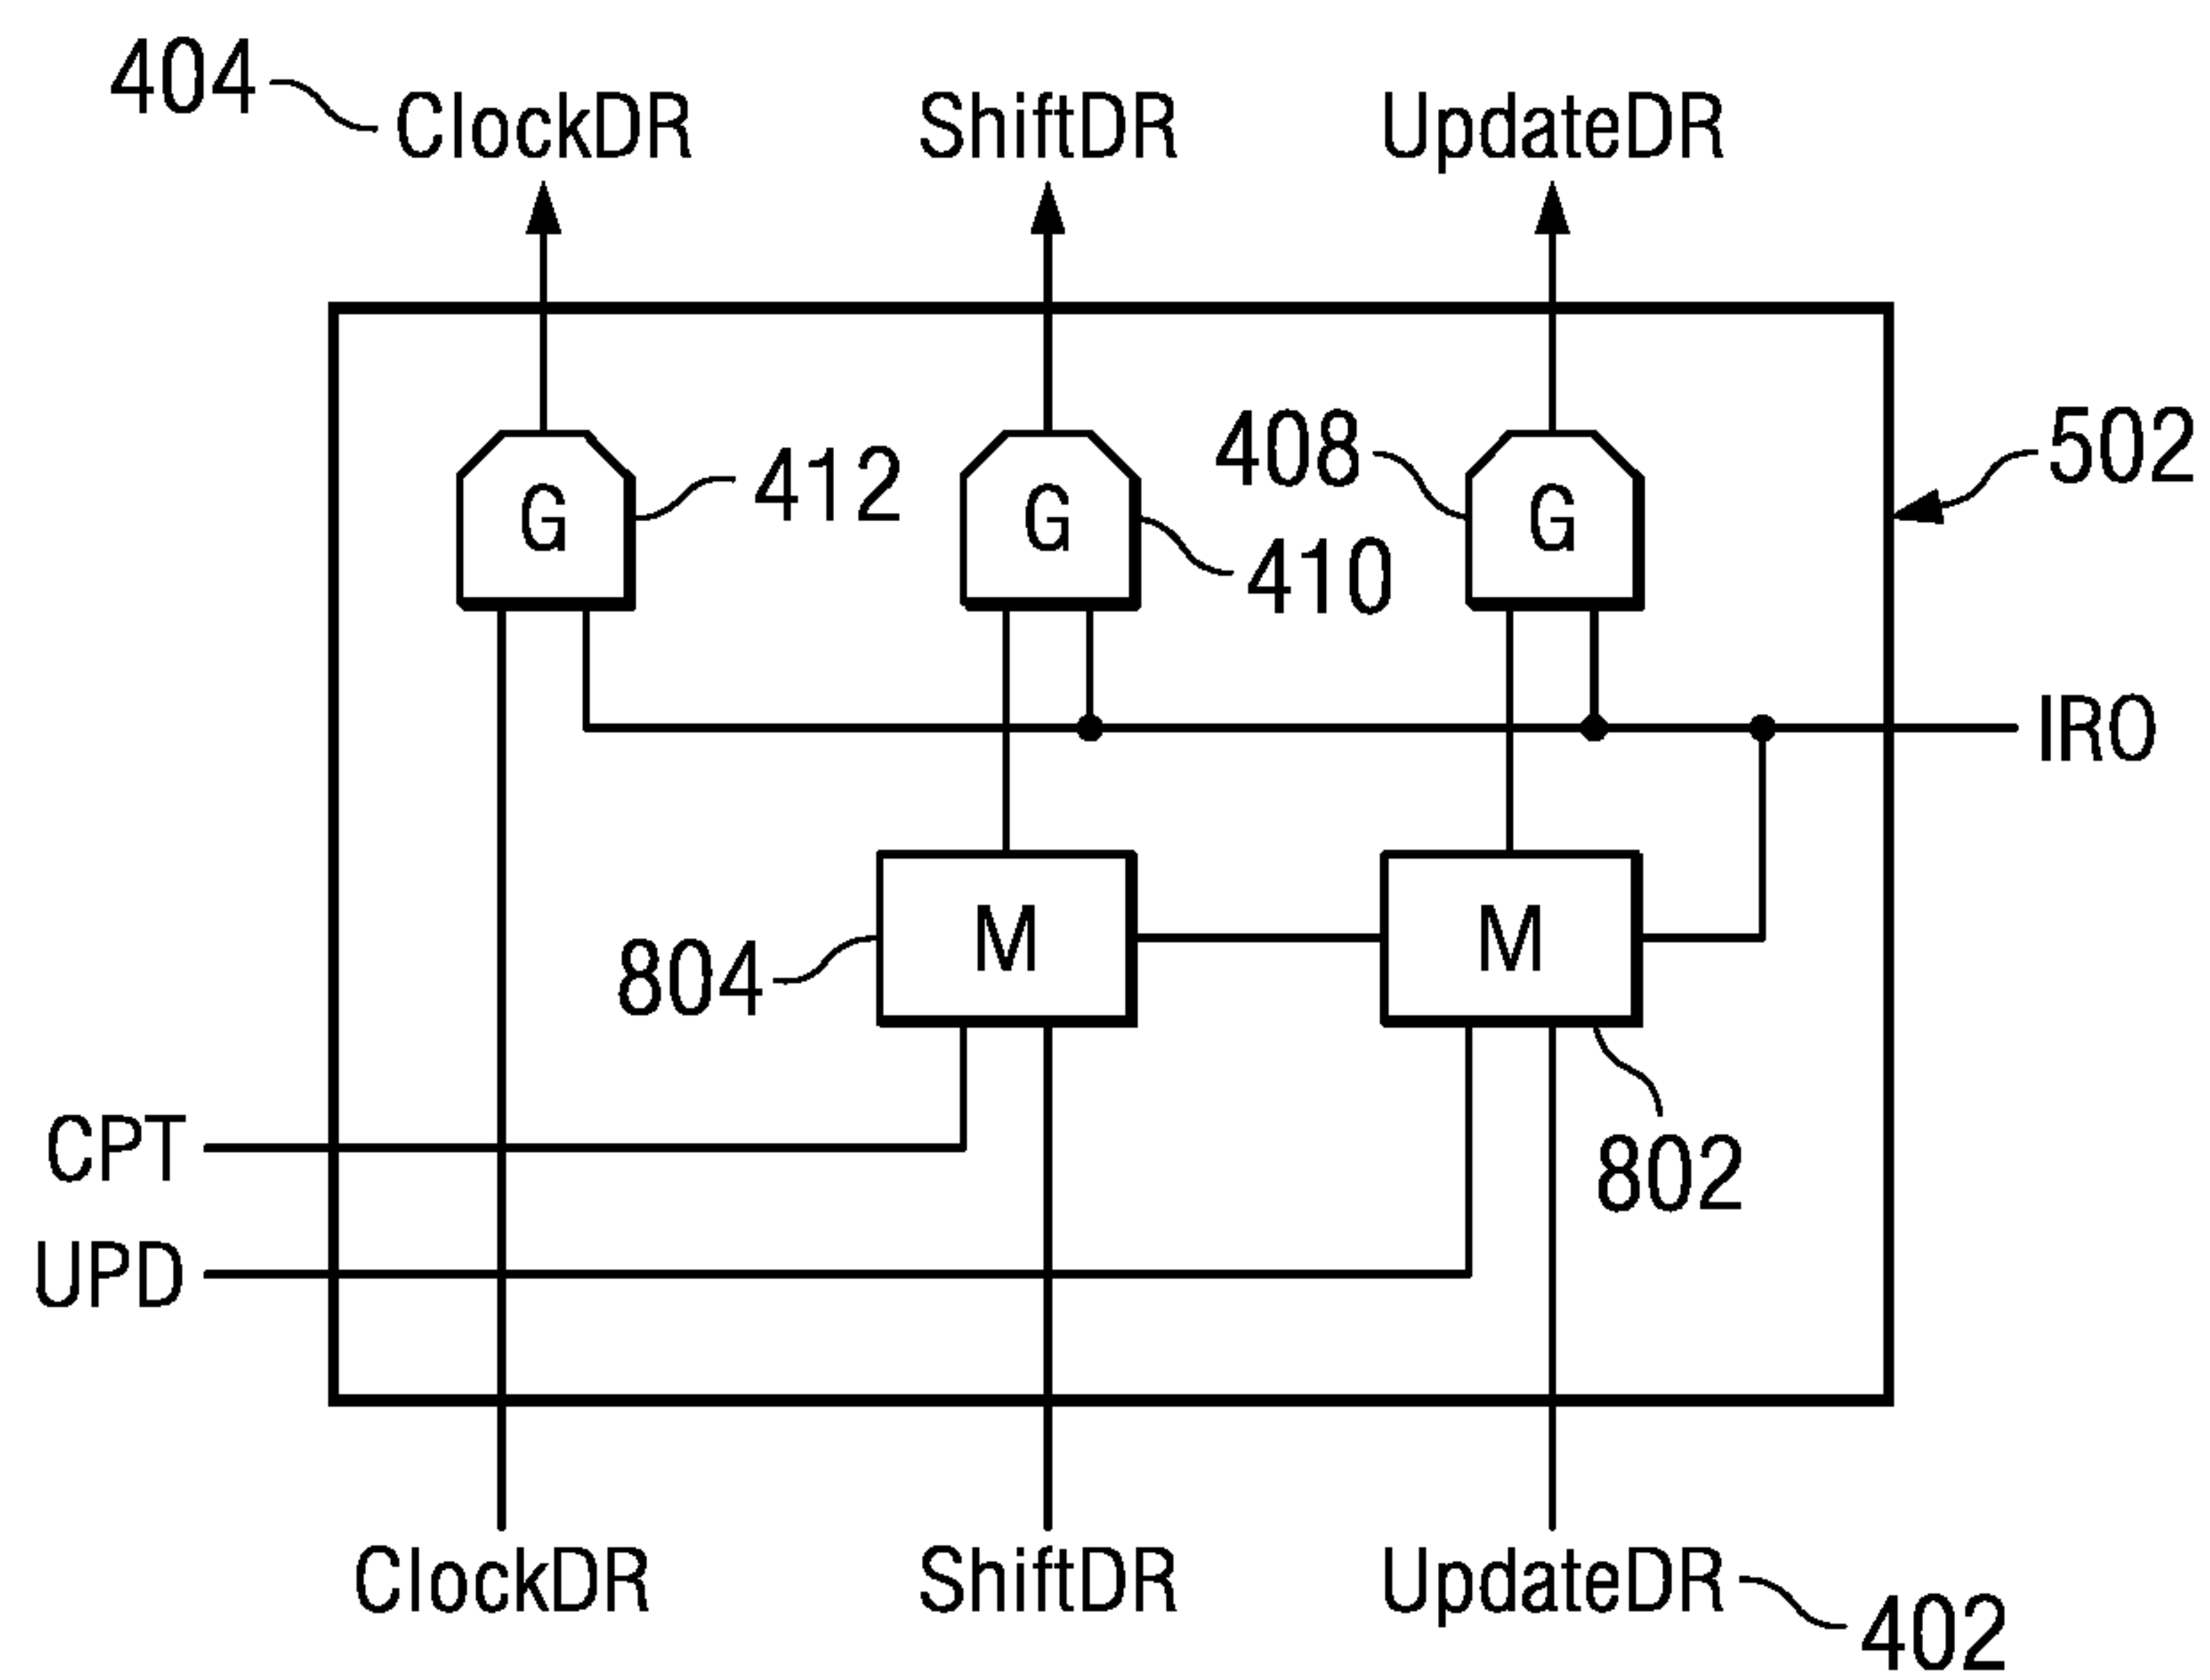 404
ClockDR
ShiftDR
UpdateDR
412
408
502
G
G
G
410
IRO
M
M
804
CPT
802
UPD
ClockDR
ShiftDR
UpdateDR
402